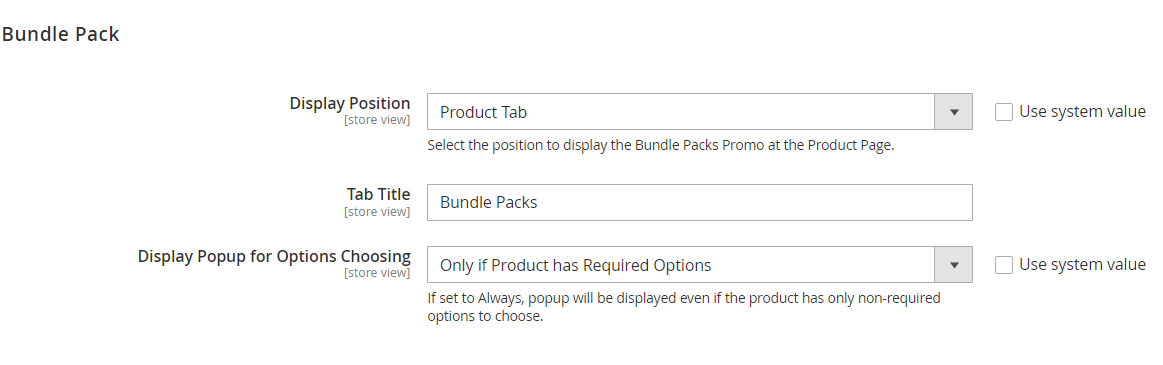 Bundle Pack
Display Position
[store view]
Product Tab
Use system value
Select the position to display the Bundle Packs Promo at the Product Page.
Tab Title
[store view]
Bundle Packs
Display Popup for Options Choosing
[store view]
Only if Product has Required Options
Use system value
If set to Always, popup will be displayed even if the product has only non-required
options to choose.